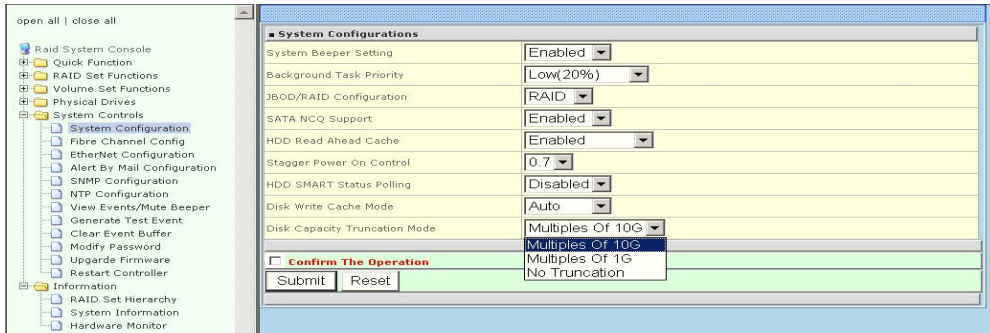 open all | close all
Raid System Console
Quick Function
RAID Set Functions
Volume Set Functions
Physical Drives
System Controls
System Configuration
Fibre Channel Config
EtherNet Configuration
Alert By Mail Configuration
SNMP Configuration
NTP Configuration
View Events/Mute Beeper
Generate Test Event
Clear Event Buffer
Modify Password
Upgarde Firmware
Restart Controller
Information
RAID Set Hierarchy
System Information
Hardware Monitor
System Configurations
System Beeper Setting Enabled
Background Task Priority Low(20%)
JBOD/RAID Configuration RAID
SATA NCQ Support Enabled
HDD Read Ahead Cache Enabled
Stagger Power On Control 0.7
HDD SMART Status Polling Disabled
Disk Write Cache Mode Auto
Disk Capacity Truncation Mode Multiples Of 10G
Multiples Of 10G
Multiples Of 1G
No Truncation
Confirm The Operation
Submit Reset